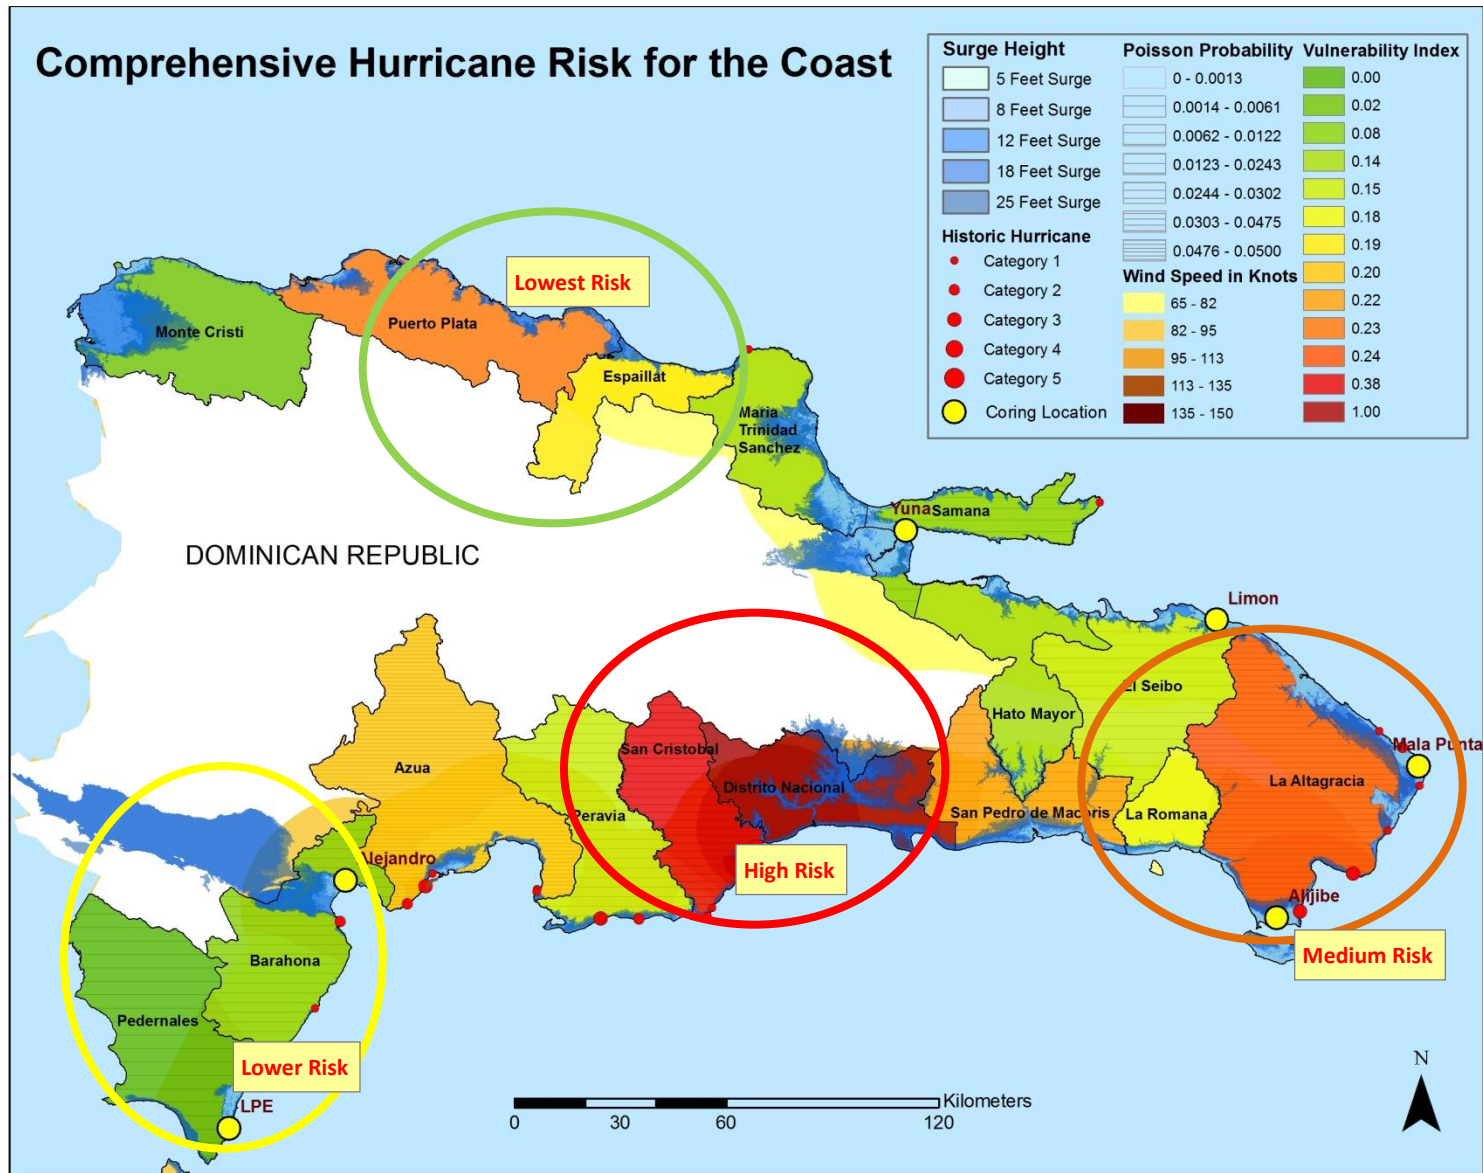 Comprehensive Hurricane Risk for the Coast
Surge Height
5 Feet Surge
8 Feet Surge
12 Feet Surge
18 Feet Surge
25 Feet Surge
Historic Hurricane
Category 1
Category 2
Category 3
Category 4
Category 5
Coring Location
Poisson Probability
0 - 0.0013
0.0014 - 0.0061
0.0062 - 0.0122
0.0123 - 0.0243
0.0244 - 0.0302
0.0303 - 0.0475
0.0476 - 0.0500
Wind Speed in Knots
65 - 82
82 - 95
95 - 113
113 - 135
135 - 150
Vulnerability Index
0.00
0.02
0.08
0.14
0.15
0.18
0.19
0.20
0.22
0.23
0.24
0.38
1.00
Lowest Risk
Monte Cristi
Puerto Plata
Espaillat
Maria
Trinidad
Sanchez
Yuna
Samana
DOMINICAN REPUBLIC
Limon
El Seibo
Hato Mayor
San Cristobal
Mala Punta
Azua
Distrito Nacional
La Altagracia
Peravia
San Pedro de Macoris
La Romana
Alejandro
High Risk
Alijibe
Barahona
Medium Risk
Pedernales
Lower Risk
LPE
N
Kilometers
0
30
60
120